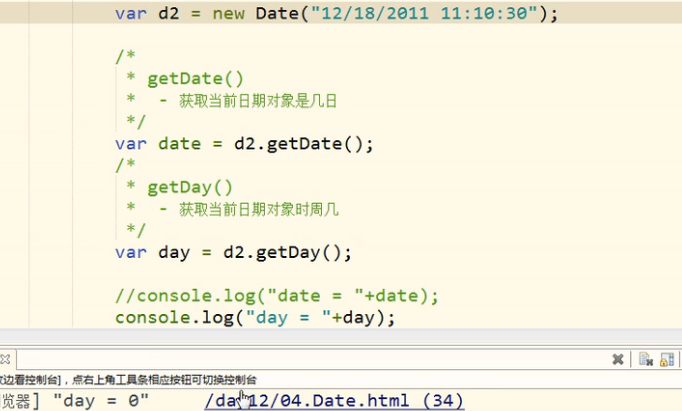 var d2 = new Date("12/18/2011 11:10:30");
/*
* getDate()
* - 获取当前日期对象是几日
*/
var date = d2.getDate();
/*
* getDay()
* - 获取当前日期对象时周几
*/
var day = d2.getDay();
//console.log("date = "+date);
console.log("day = "+day);
边看控制台]，点右上角工具条相应按钮可切换控制台
浏览器] "day = 0" /da 12/04.Date.html (34)